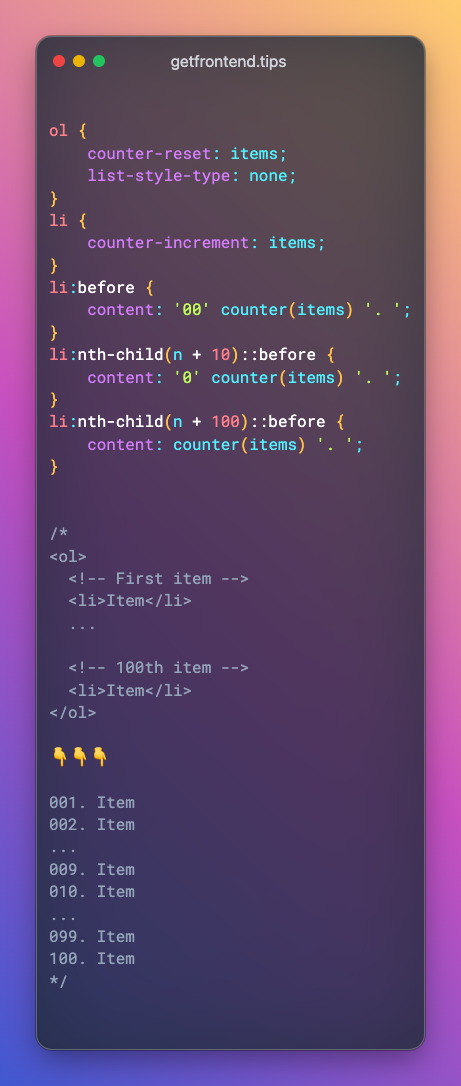 getfrontend.tips
ol {
    counter-reset: items;
    list-style-type: none;
}
li {
    counter-increment: items;
}
li:before {
    content: '00' counter(items) '. ';
}
li:nth-child(n + 10)::before {
    content: '0' counter(items) '. ';
}
li:nth-child(n + 100)::before {
    content: counter(items) '. ';
}
/*
<ol>
  <!-- First item -->
  <li>Item</li>
  ...
  <!-- 100th item -->
  <li>Item</li>
</ol>
👇👇👇
001. Item
002. Item
...
009. Item
010. Item
...
099. Item
100. Item
*/